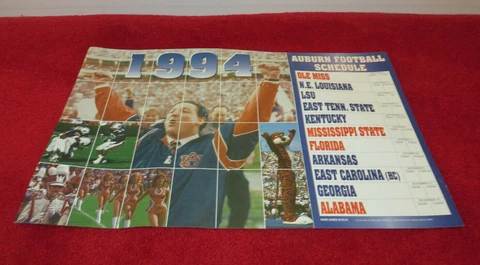 1994
AUBURN FOOTBALL
SCHEDULE
OLE MISS
N.E. LOUISIANA
LSU
EAST TENN. STATE
KENTUCKY
MISSISSIPPI STATE
FLORIDA
ARKANSAS
EAST CAROLINA (HC)
GEORGIA
ALABAMA